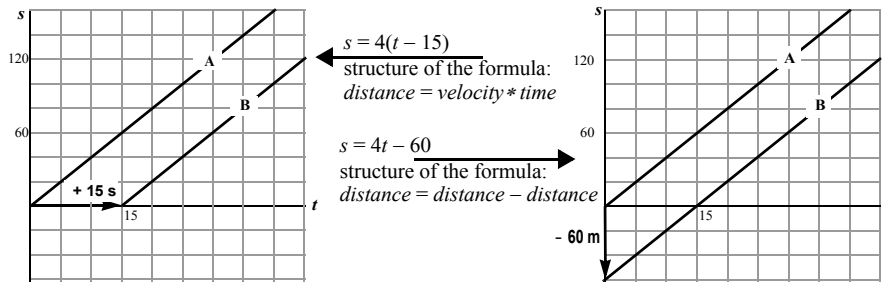 s
120
60
A
B
+ 15 s
15
t
s = 4(t – 15)
structure of the formula:
distance = velocity * time
s = 4t – 60
structure of the formula:
distance = distance – distance
s
120
60
A
B
15
– 60 m